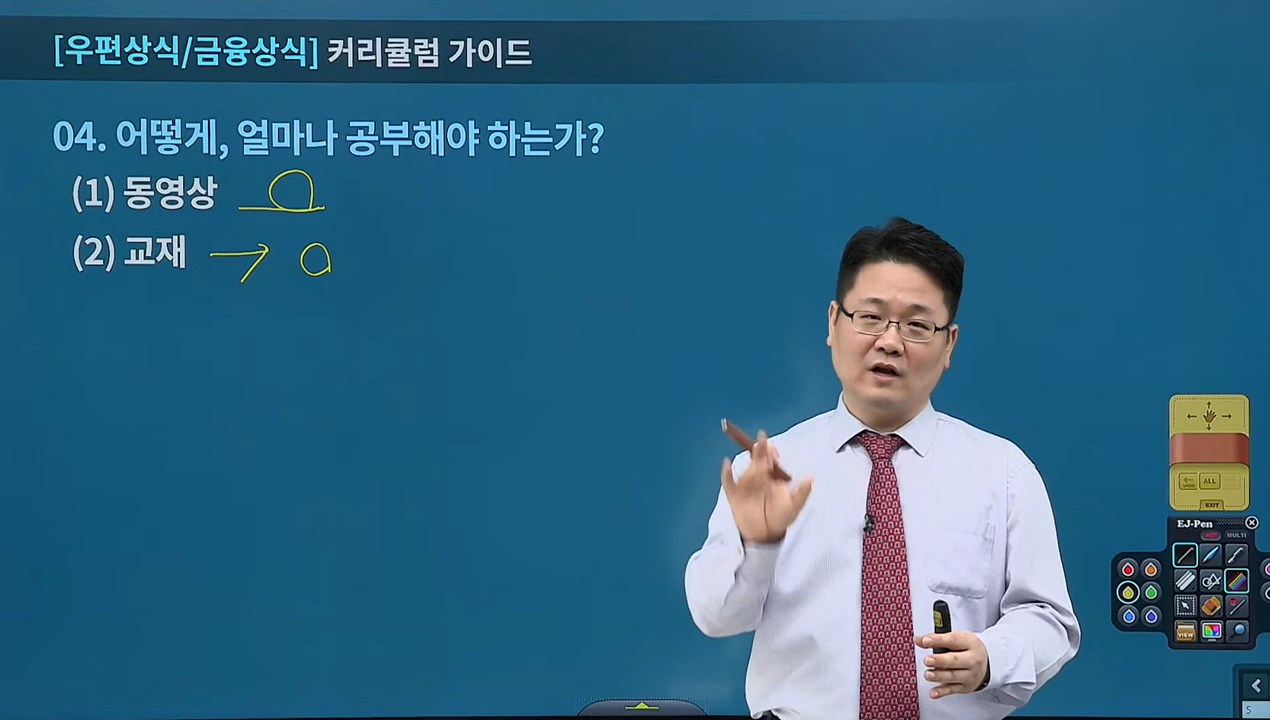 [우편상식/금융상식] 커리큘럼 가이드
04. 어떻게, 얼마나 공부해야 하는가?
(1) 동영상
(2) 교재
ALL
EXIT
EJ-Pen
MULTI
VIEW
5